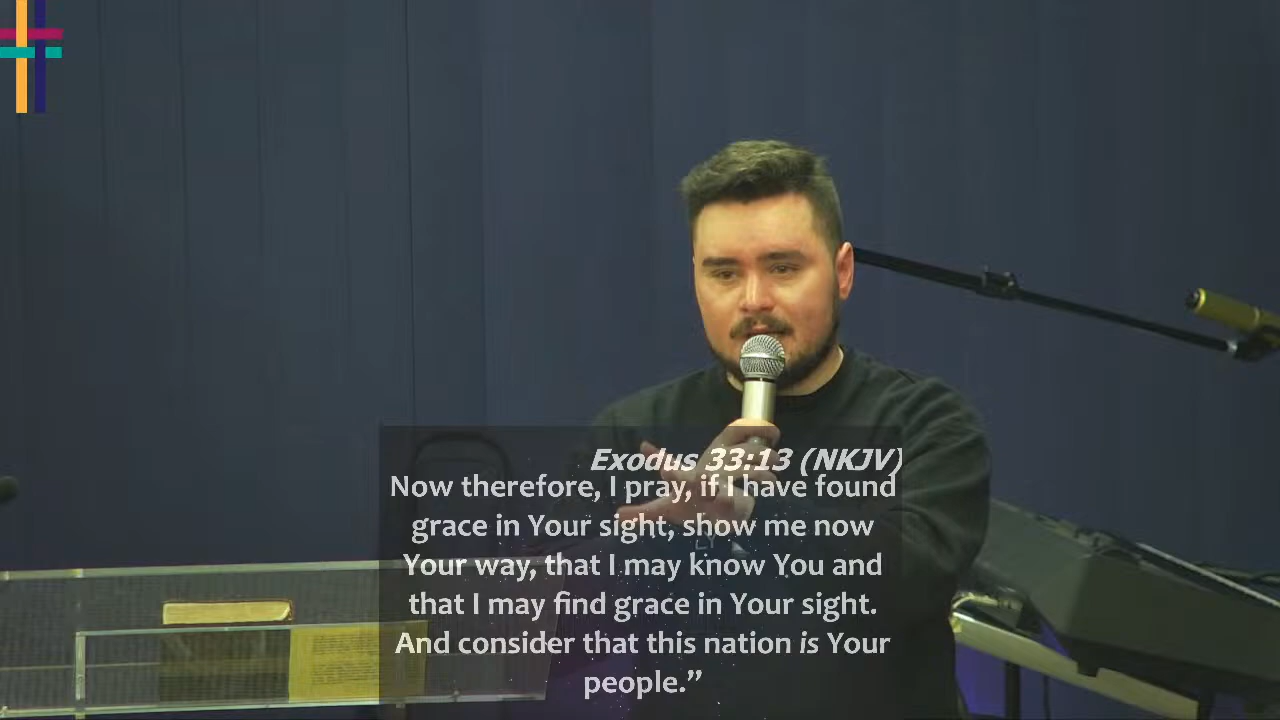 Exodus 33:13 (NKJV)
Now therefore, I pray, if I have found
grace in Your sight, show me now
Your way, that I may know You and
that I may find grace in Your sight.
And consider that this nation is Your
people.”